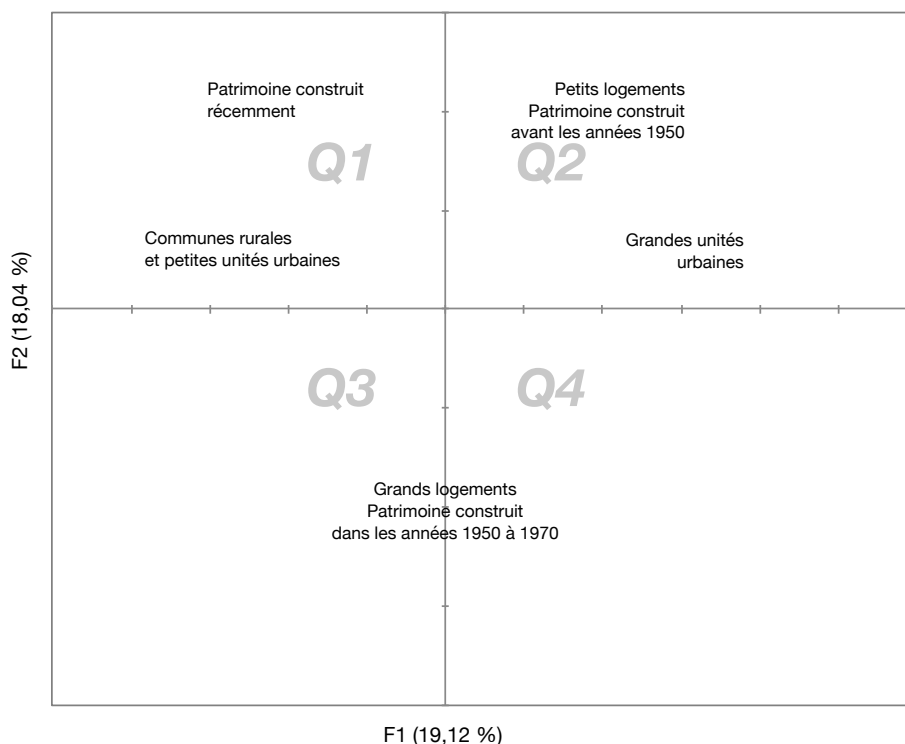 Patrimoine construit
récemment
Petits logements
Patrimoine construit
avant les années 1950
Q1
Q2
Communes rurales
et petites unités urbaines
Grandes unités
urbaines
F2 (18,04 %)
Q3
Q4
Grands logements
Patrimoine construit
dans les années 1950 à 1970
F1 (19,12 %)